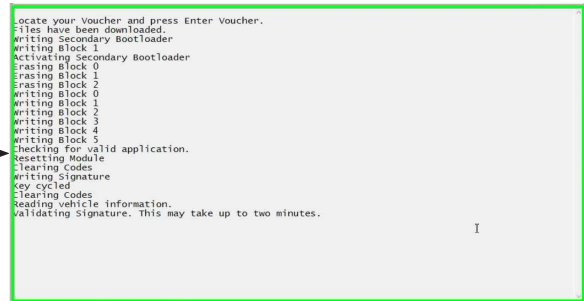 Locate your Voucher and press Enter Voucher.
Files have been downloaded.
Writing Secondary Bootloader
Writing Block 1
Activating Secondary Bootloader
Erasing Block 0
Erasing Block 1
Erasing Block 2
Writing Block 0
Writing Block 1
Writing Block 2
Writing Block 3
Writing Block 4
Writing Block 5
Checking for valid application.
Resetting Module
Clearing Codes
Writing Signature
Key cycled
Clearing Codes
Reading vehicle information.
Validating Signature. This may take up to two minutes.